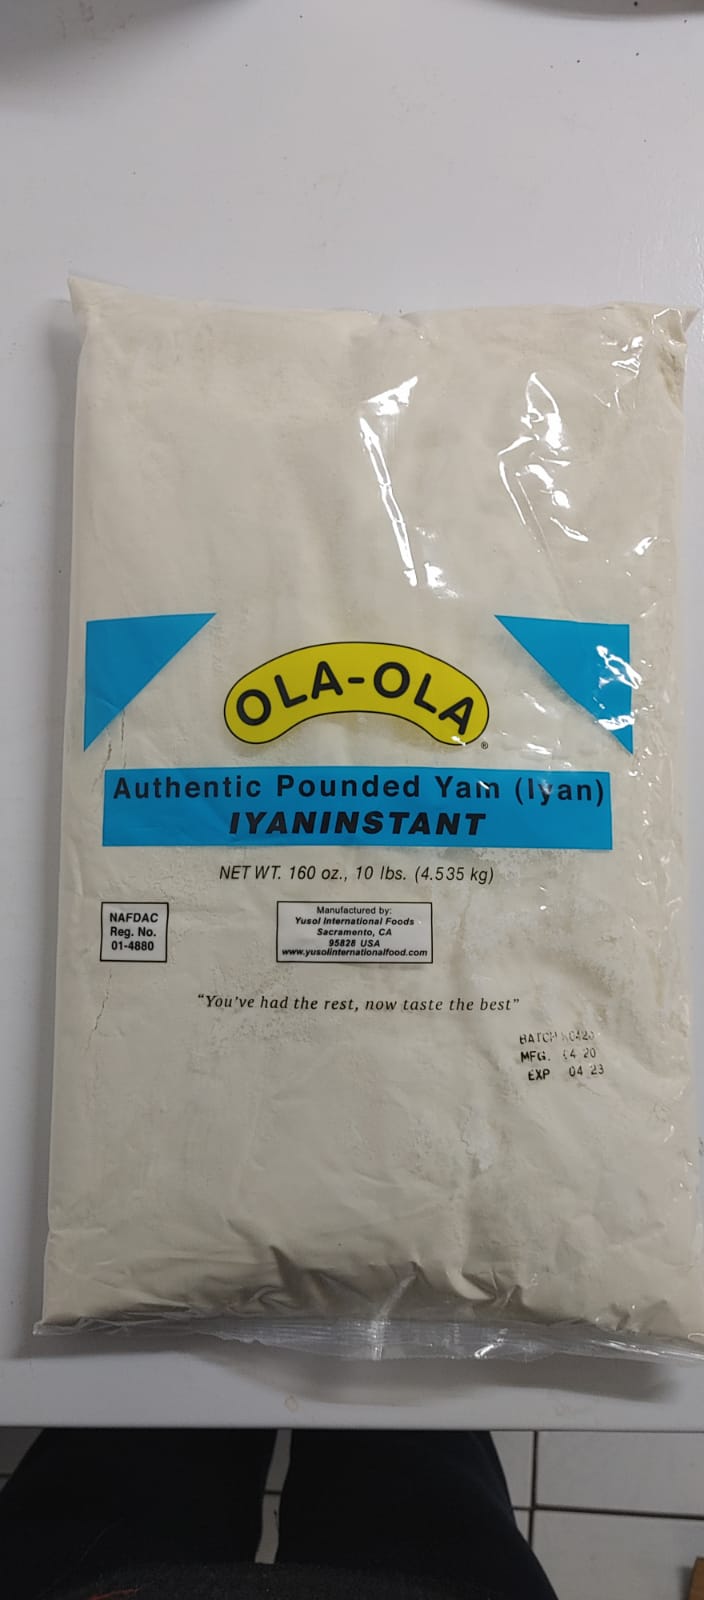 OLA-OLA
®
Authentic Pounded Yam (Iyan)
IYANINSTANT
NET WT. 160 oz., 10 lbs. (4.535 kg)
NAFDAC
Reg. No.
01-4880
Manufactured by:
Yusol International Foods
Sacramento, CA
95828 USA
www.yusolinternationalfood.com
“You’ve had the rest, now taste the best”
BATCH
MFG. 04 20
EXP 04 23